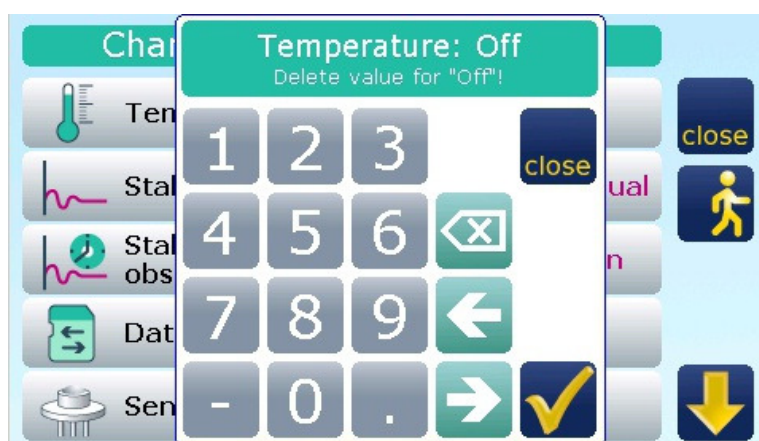 Char
Temperature: Off
Delete value for "Off"!
Ten
1 2 3
close
close
Stal
ual
4 5 6
Stal
obs
n
7 8 9
Dat
- 0 .
Sen